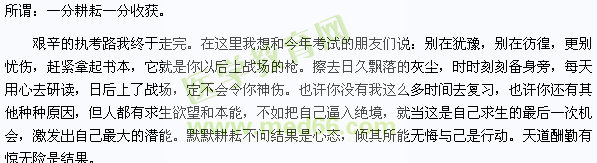 所谓：一分耕耘一分收获。
艰辛的执考路我终于走完。在这里我想和今年考试的朋友们说：别在犹豫，别在彷徨，更别
忧伤，赶紧拿起书本，它就是你以后上战场的枪。擦去日久飘落的灰尘，时时刻刻备身旁，每天
用心去研读，日后上了战场，定不会令你神伤。也许你没有我这么多时间去复习，也许你还有其
他种种原因，但人都有求生欲望和本能，不如把自己逼入绝境，就当这是自己求生的最后一次机
会，激发出自己最大的潜能。默默耕耘不问结果是心态，倾其所能无悔与己是行动。天道酬勤有
惊无险是结果。
医学教育网
www.med66.com